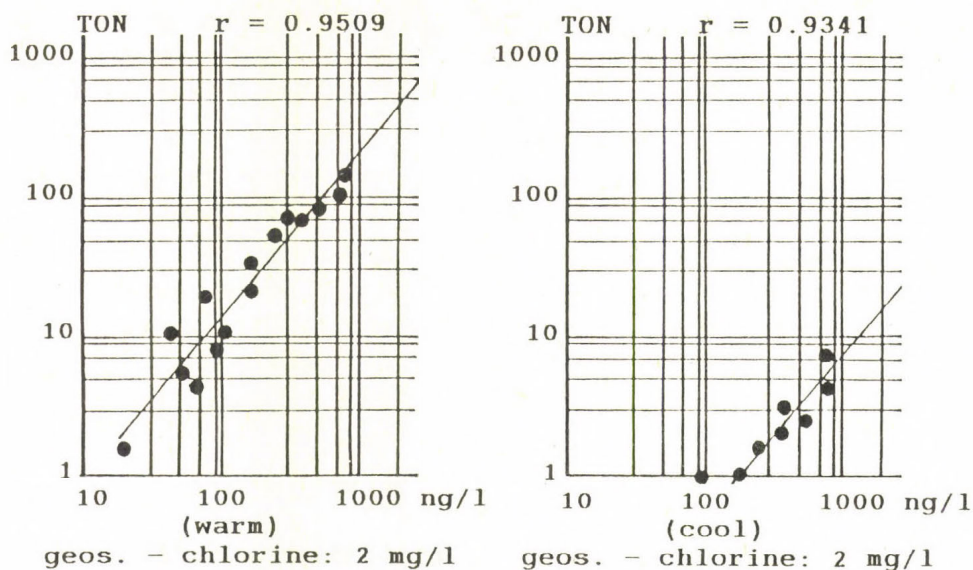 TON r = 0.9509
1000
100
10
1
10 100 1000 ng/l
(warm)
geos. - chlorine: 2 mg/l
TON r = 0.9341
1000
100
10
1
10 100 1000 ng/l
(cool)
geos. - chlorine: 2 mg/l